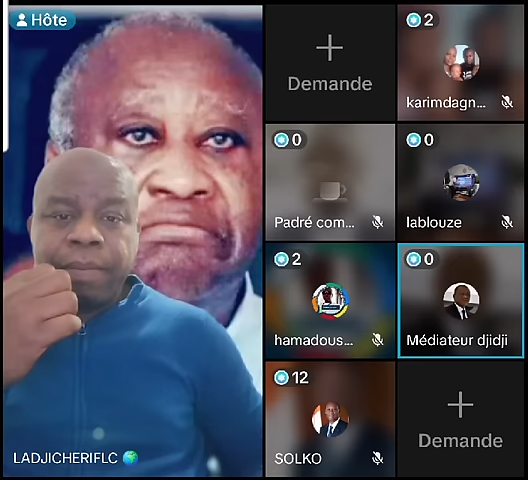 Hôte
Demande
2
karimdagn...
0
Padré com...
0
lablouze
2
hamadous...
0
Médiateur djidji
12
SOLKO
Demande
LADJICHERIFLC 🌍